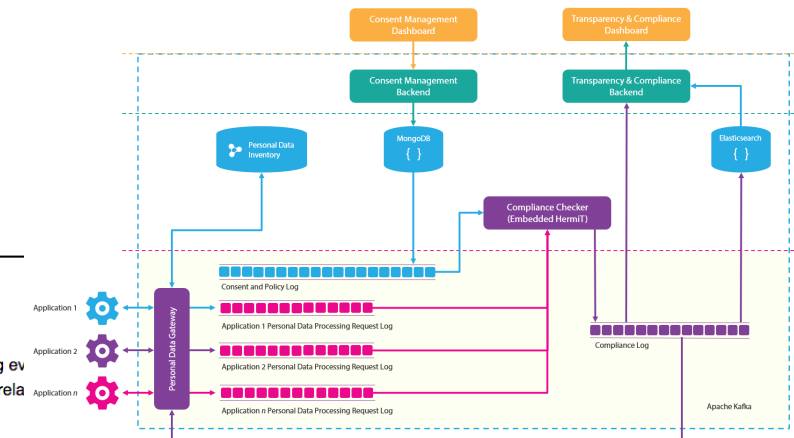 Consent Management
Dashboard
Transparency & Compliance
Dashboard
Consent Management
Backend
Transparency & Compliance
Backend
Personal Data
Inventory
MongoDB
{ }
Elasticsearch
{ }
Compliance Checker
(Embedded HermiT)
Consent and Policy Log
Application 1
Application 1 Personal Data Processing Request Log
Personal Data Gateway
Compliance Log
Application 2
g ev
Application 2 Personal Data Processing Request Log
rela
Application n
Application n Personal Data Processing Request Log
Apache Kafka